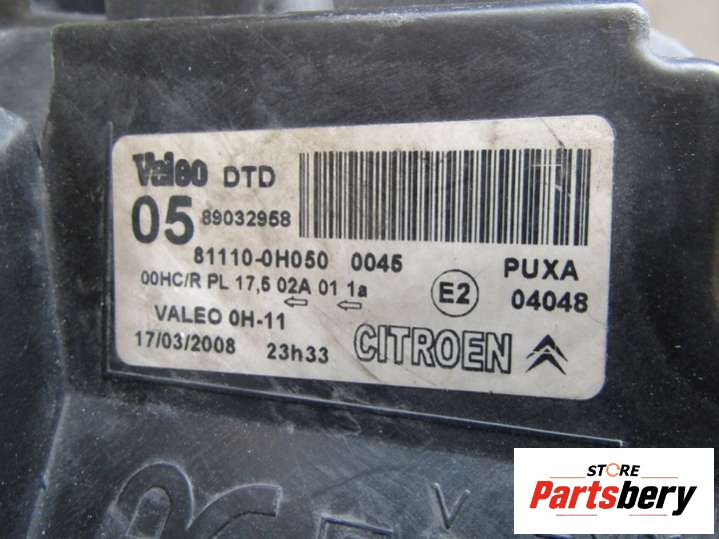 Valeo DTD
05 89032958
81110-0H050 0045 PUXA
00HC/R PL 17,5 02A 01 1a E2 04048
VALEO 0H-11
17/03/2008 23h33 CITROEN
STORE
Partsbery